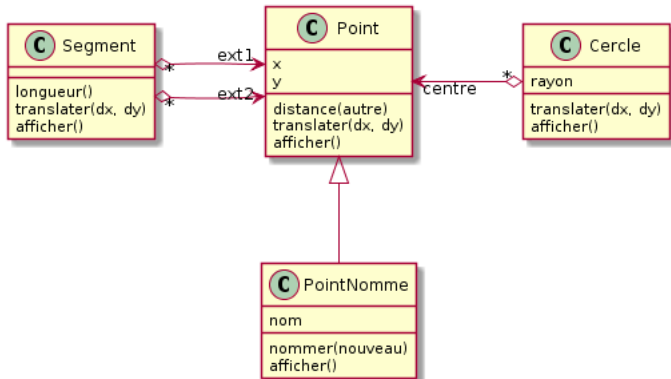 C Segment
longueur()
translater(dx, dy)
afficher()
* ext1
* ext2
C Point
x
y
distance(autre)
translater(dx, dy)
afficher()
centre *
C Cercle
rayon
translater(dx, dy)
afficher()
C PointNomme
nom
nommer(nouveau)
afficher()